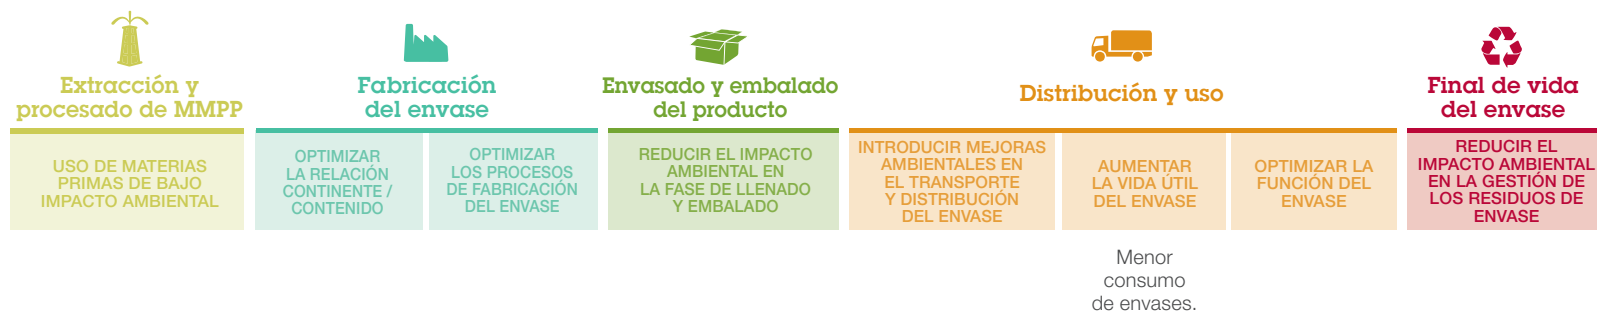 Extracción y
procesado de MMPP
USO DE MATERIAS
PRIMAS DE BAJO
IMPACTO AMBIENTAL
Fabricación
del envase
OPTIMIZAR
LA RELACIÓN
CONTINENTE /
CONTENIDO
OPTIMIZAR
LOS PROCESOS
DE FABRICACIÓN
DEL ENVASE
Envasado y embalado
del producto
REDUCIR EL IMPACTO
AMBIENTAL EN
LA FASE DE LLENADO
Y EMBALADO
Distribución y uso
INTRODUCIR MEJORAS
AMBIENTALES EN
EL TRANSPORTE
Y DISTRIBUCIÓN
DEL ENVASE
AUMENTAR
LA VIDA ÚTIL
DEL ENVASE
Menor
consumo
de envases.
OPTIMIZAR LA
FUNCIÓN DEL
ENVASE
Final de vida
del envase
REDUCIR EL
IMPACTO AMBIENTAL
EN LA GESTIÓN DE
LOS RESIDUOS DE
ENVASE